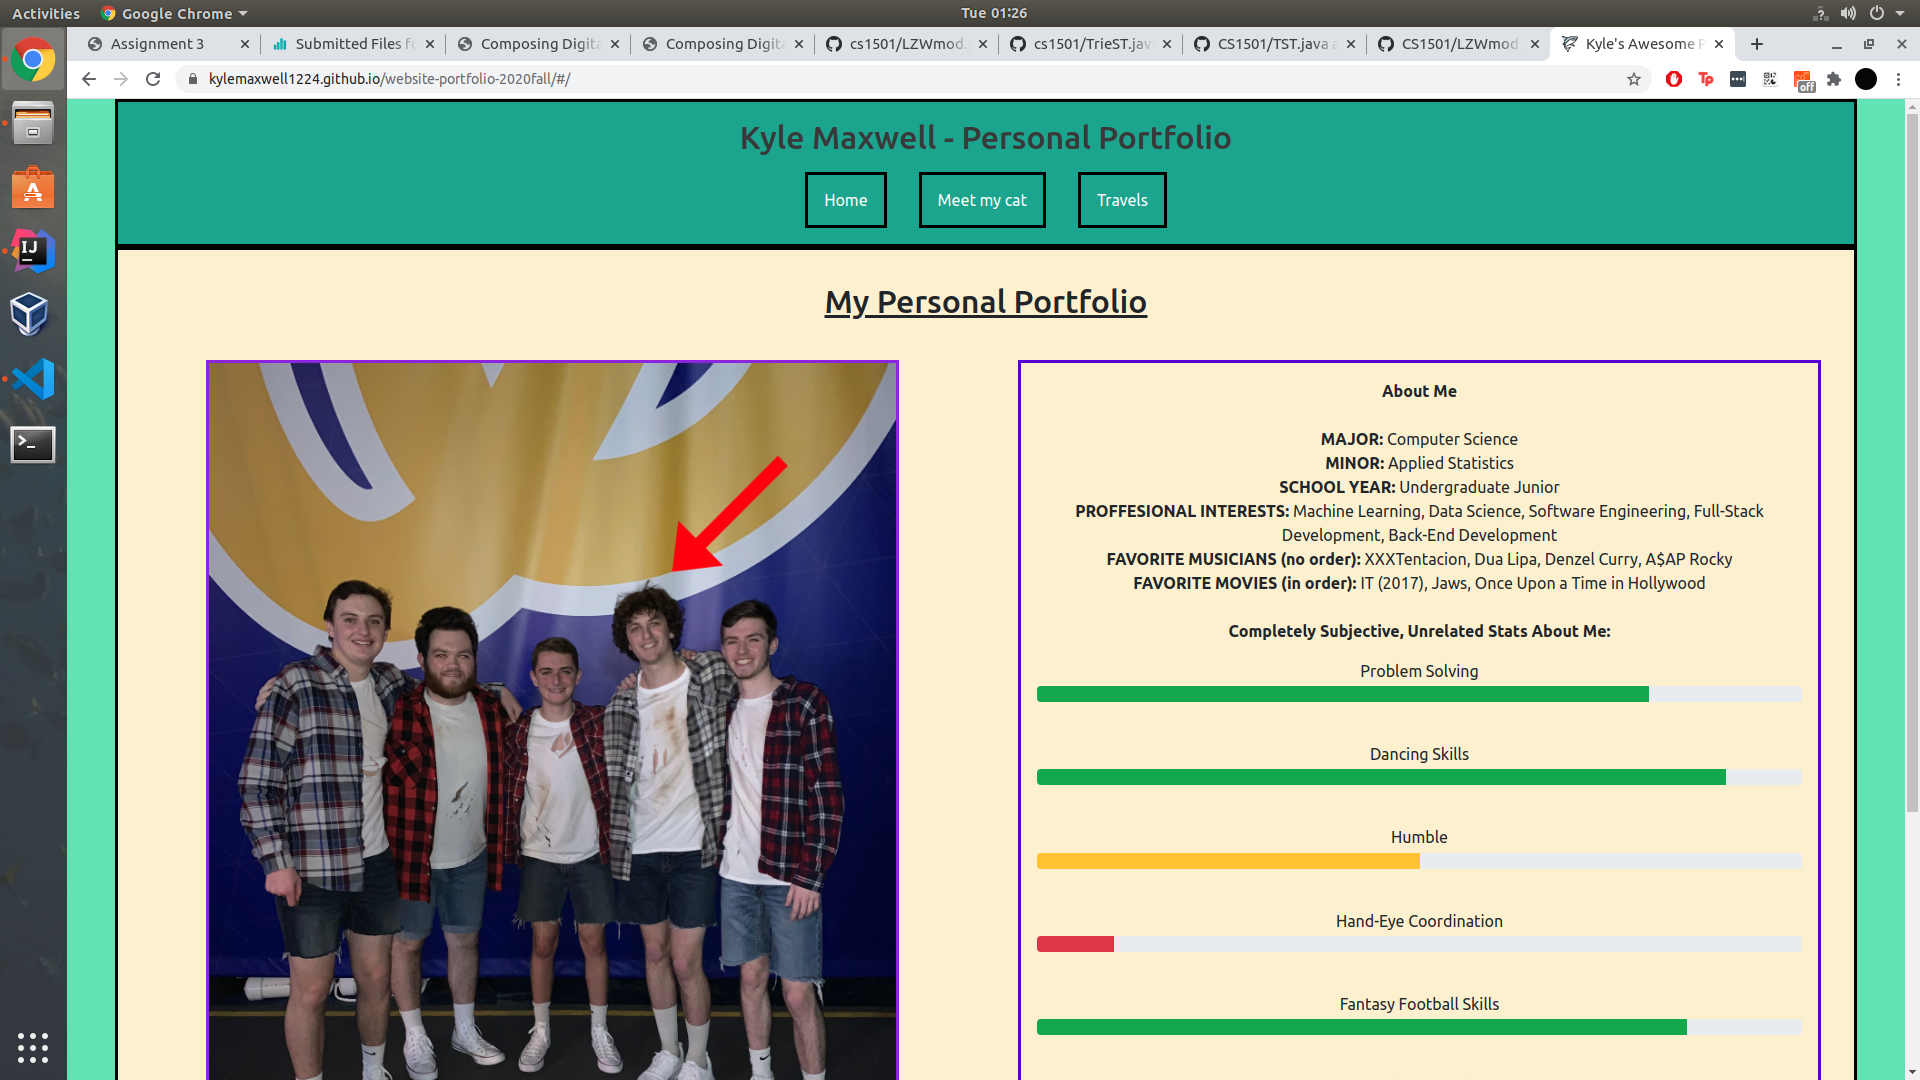 Activities Google Chrome Tue 01:26
Assignment 3 Submitted Files fo Composing Digita Composing Digita cs1501/LZWmod. cs1501/TrieST.jav CS1501/TST.java a CS1501/LZWmod. Kyle's Awesome P
kylemaxwell1224.github.io/website-portfolio-2020fall/#/ Tp off
Kyle Maxwell - Personal Portfolio
Home Meet my cat Travels
My Personal Portfolio
IJ
About Me
MAJOR: Computer Science
MINOR: Applied Statistics
SCHOOL YEAR: Undergraduate Junior
PROFFESIONAL INTERESTS: Machine Learning, Data Science, Software Engineering, Full-Stack
Development, Back-End Development
FAVORITE MUSICIANS (no order): XXXTentacion, Dua Lipa, Denzel Curry, A$AP Rocky
FAVORITE MOVIES (in order): IT (2017), Jaws, Once Upon a Time in Hollywood
Completely Subjective, Unrelated Stats About Me:
Problem Solving
Dancing Skills
Humble
Hand-Eye Coordination
Fantasy Football Skills